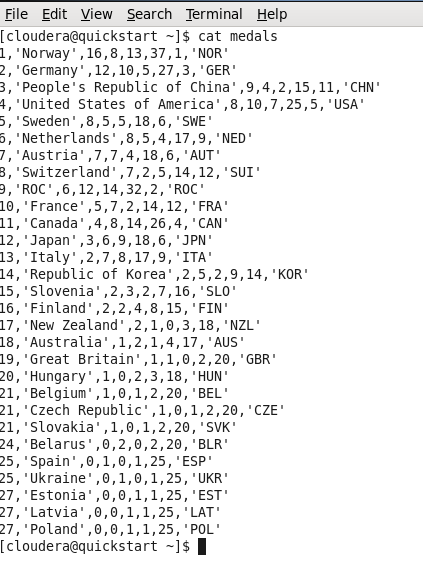 File Edit View Search Terminal Help
[cloudera@quickstart ~]$ cat medals
1,'Norway',16,8,13,37,1,'NOR'
2,'Germany',12,10,5,27,3,'GER'
3,'People's Republic of China',9,4,2,15,11,'CHN'
4,'United States of America',8,10,7,25,5,'USA'
5,'Sweden',8,5,5,18,6,'SWE'
6,'Netherlands',8,5,4,17,9,'NED'
7,'Austria',7,7,4,18,6,'AUT'
8,'Switzerland',7,2,5,14,12,'SUI'
9,'ROC',6,12,14,32,2,'ROC'
10,'France',5,7,2,14,12,'FRA'
11,'Canada',4,8,14,26,4,'CAN'
12,'Japan',3,6,9,18,6,'JPN'
13,'Italy',2,7,8,17,9,'ITA'
14,'Republic of Korea',2,5,2,9,14,'KOR'
15,'Slovenia',2,3,2,7,16,'SLO'
16,'Finland',2,2,4,8,15,'FIN'
17,'New Zealand',2,1,0,3,18,'NZL'
18,'Australia',1,2,1,4,17,'AUS'
19,'Great Britain',1,1,0,2,20,'GBR'
20,'Hungary',1,0,2,3,18,'HUN'
21,'Belgium',1,0,1,2,20,'BEL'
21,'Czech Republic',1,0,1,2,20,'CZE'
21,'Slovakia',1,0,1,2,20,'SVK'
24,'Belarus',0,2,0,2,20,'BLR'
25,'Spain',0,1,0,1,25,'ESP'
25,'Ukraine',0,1,0,1,25,'UKR'
27,'Estonia',0,0,1,1,25,'EST'
27,'Latvia',0,0,1,1,25,'LAT'
27,'Poland',0,0,1,1,25,'POL'
[cloudera@quickstart ~]$